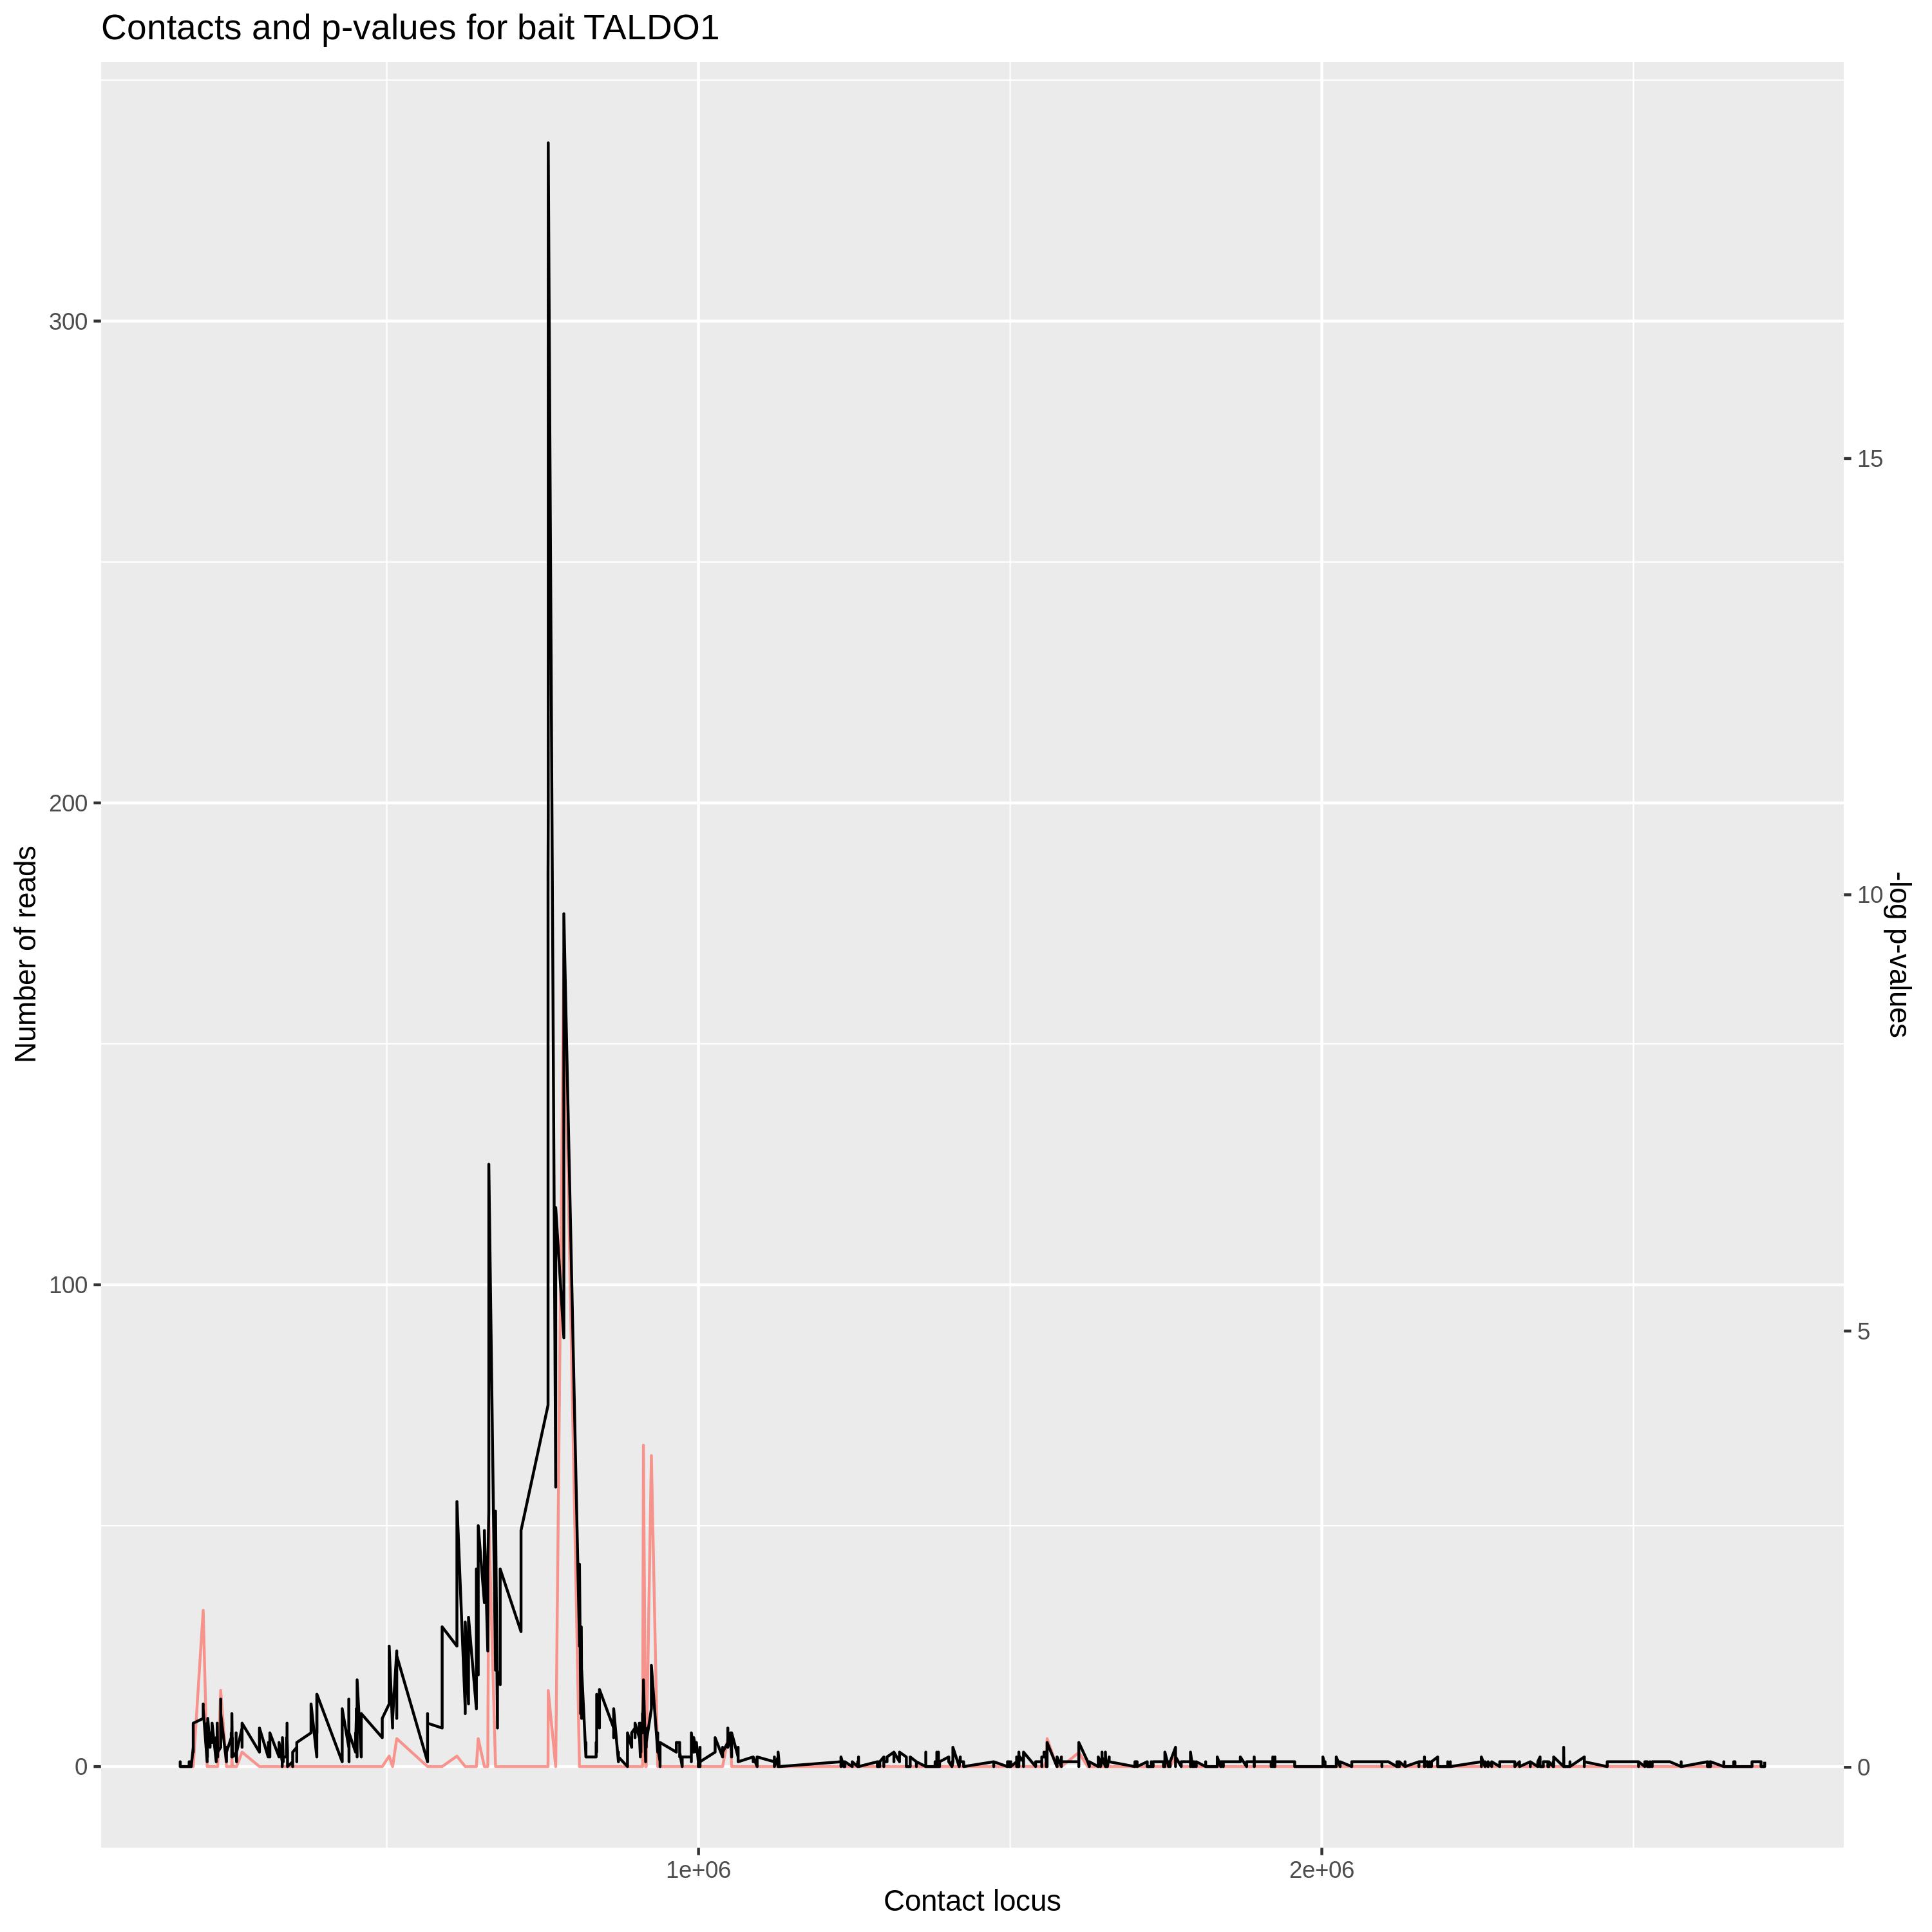 Contacts and p-values for bait TALDO1
Number of reads
300
200
100
0
15
10
5
0
-log p-values
1e+06
2e+06
Contact locus